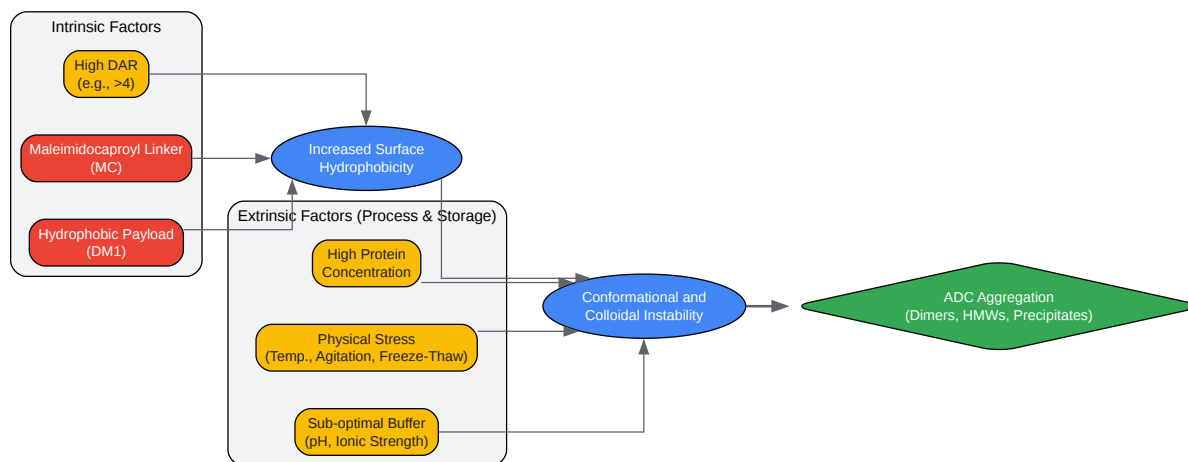 Intrinsic Factors
High DAR
(e.g., >4)
Maleimidocaproyl Linker
(MC)
Hydrophobic Payload
(DM1)
Increased Surface
Hydrophobicity
Extrinsic Factors (Process & Storage)
High Protein
Concentration
Physical Stress
(Temp., Agitation, Freeze-Thaw)
Sub-optimal Buffer
(pH, Ionic Strength)
Conformational and
Colloidal Instability
ADC Aggregation
(Dimers, HMWs, Precipitates)